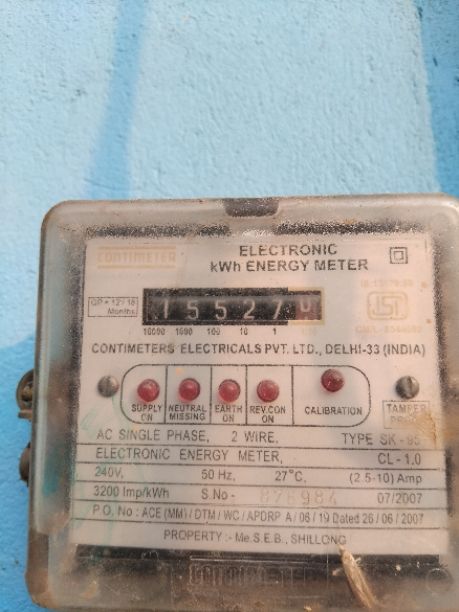 CONTIMETER
ELECTRONIC
kWh ENERGY METER
GP • 12 / 18
Months
15527
10000 1000 100 10 1
CONTIMETERS ELECTRICALS PVT. LTD., DELHI-33 (INDIA)
SUPPLY ON
NEUTRAL MISSING
EARTH ON
REV.CON ON
CALIBRATION
TAMPER
AC SINGLE PHASE, 2 WIRE, TYPE SK - 95
ELECTRONIC ENERGY METER, CL - 1.0
240V, 50 Hz, 27°C, (2.5-10) Amp
3200 Imp/kWh S.No - 876984 07/2007
P.O. No : ACE (MM) / DTM / WC / APDRP A / 06 / 19 Dated 26 / 06 / 2007
PROPERTY :- Me.S.E.B., SHILLONG
CONTIMETER